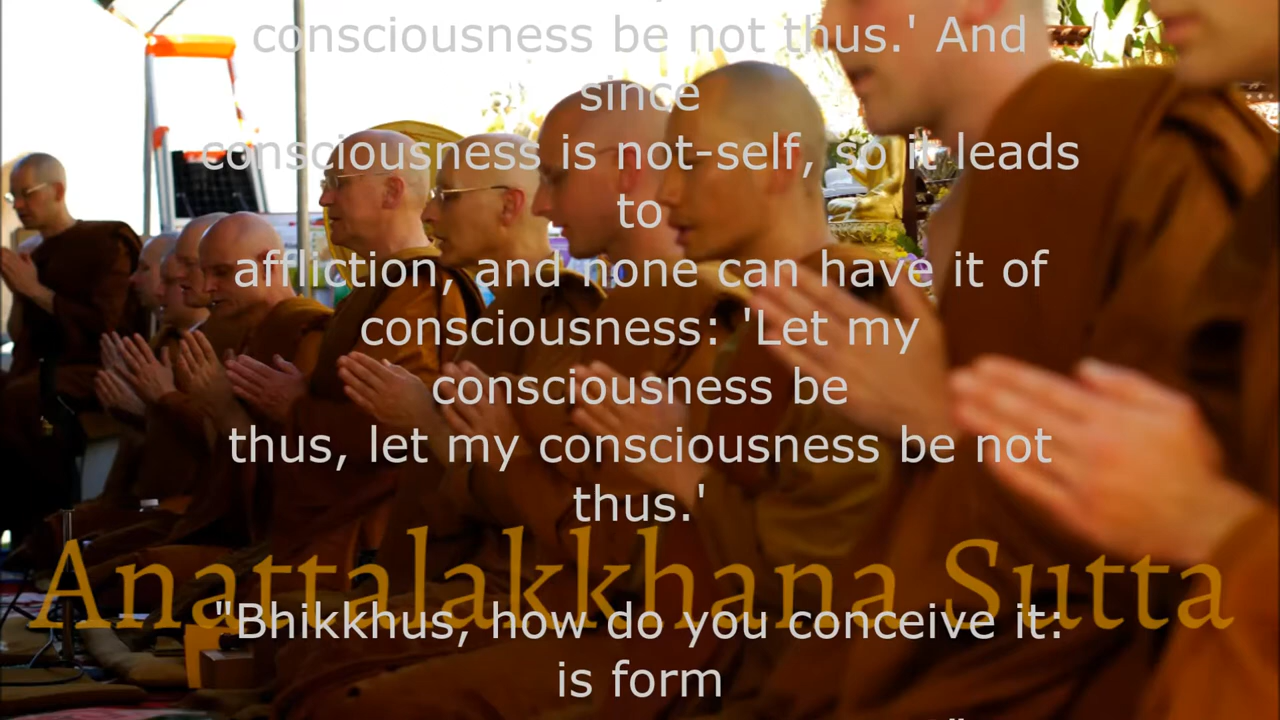 consciousness be not thus.' And
since
consciousness is not-self, so it leads
to
affliction, and none can have it of
consciousness: 'Let my
consciousness be
thus, let my consciousness be not
thus.'
Anattalakkhana Sutta
"Bhikkhus, how do you conceive it:
is form